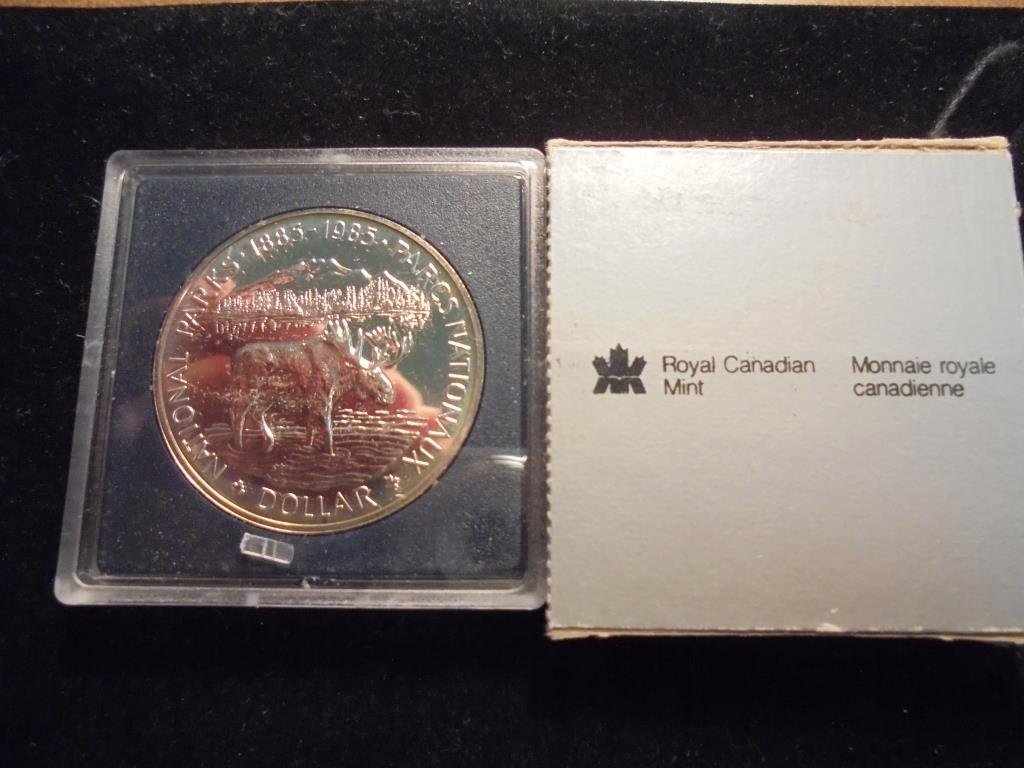 NATIONAL PARKS · 1885-1985 · PARCS NATIONAUX
DOLLAR
Royal Canadian
Mint
Monnaie royale
canadienne